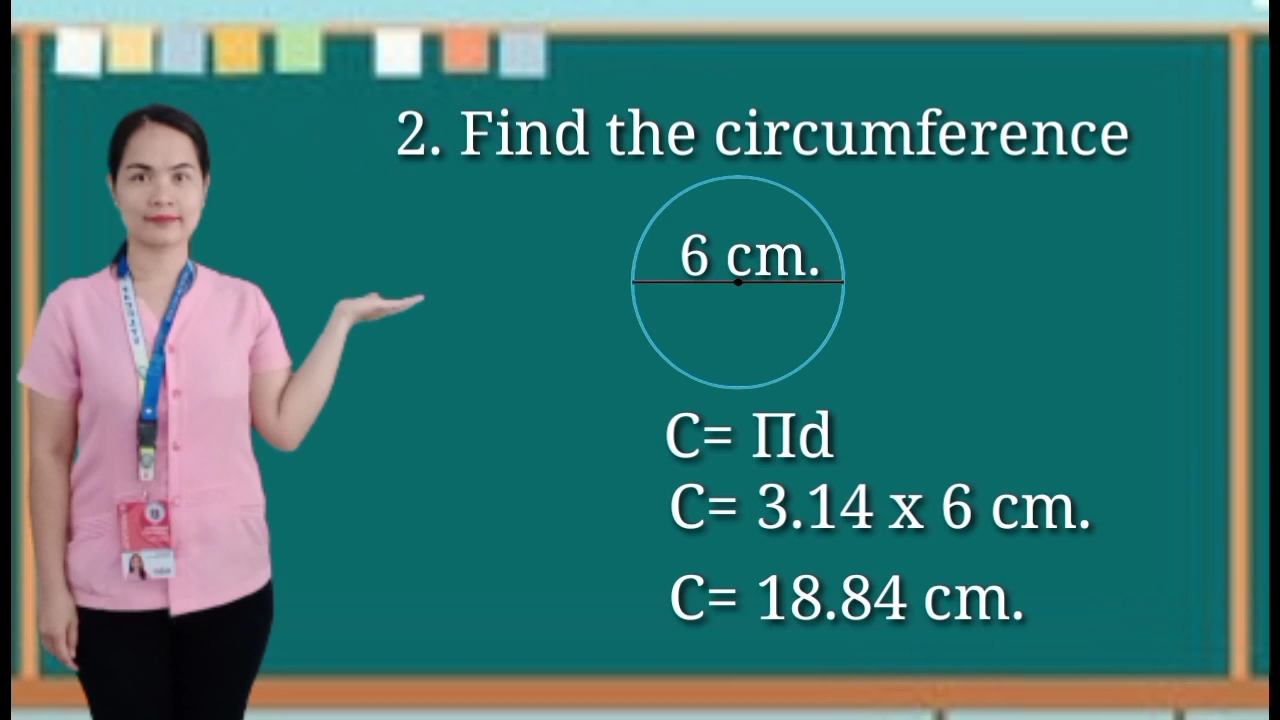 2. Find the circumference
6 cm.
C= Πd
C= 3.14 x 6 cm.
C= 18.84 cm.